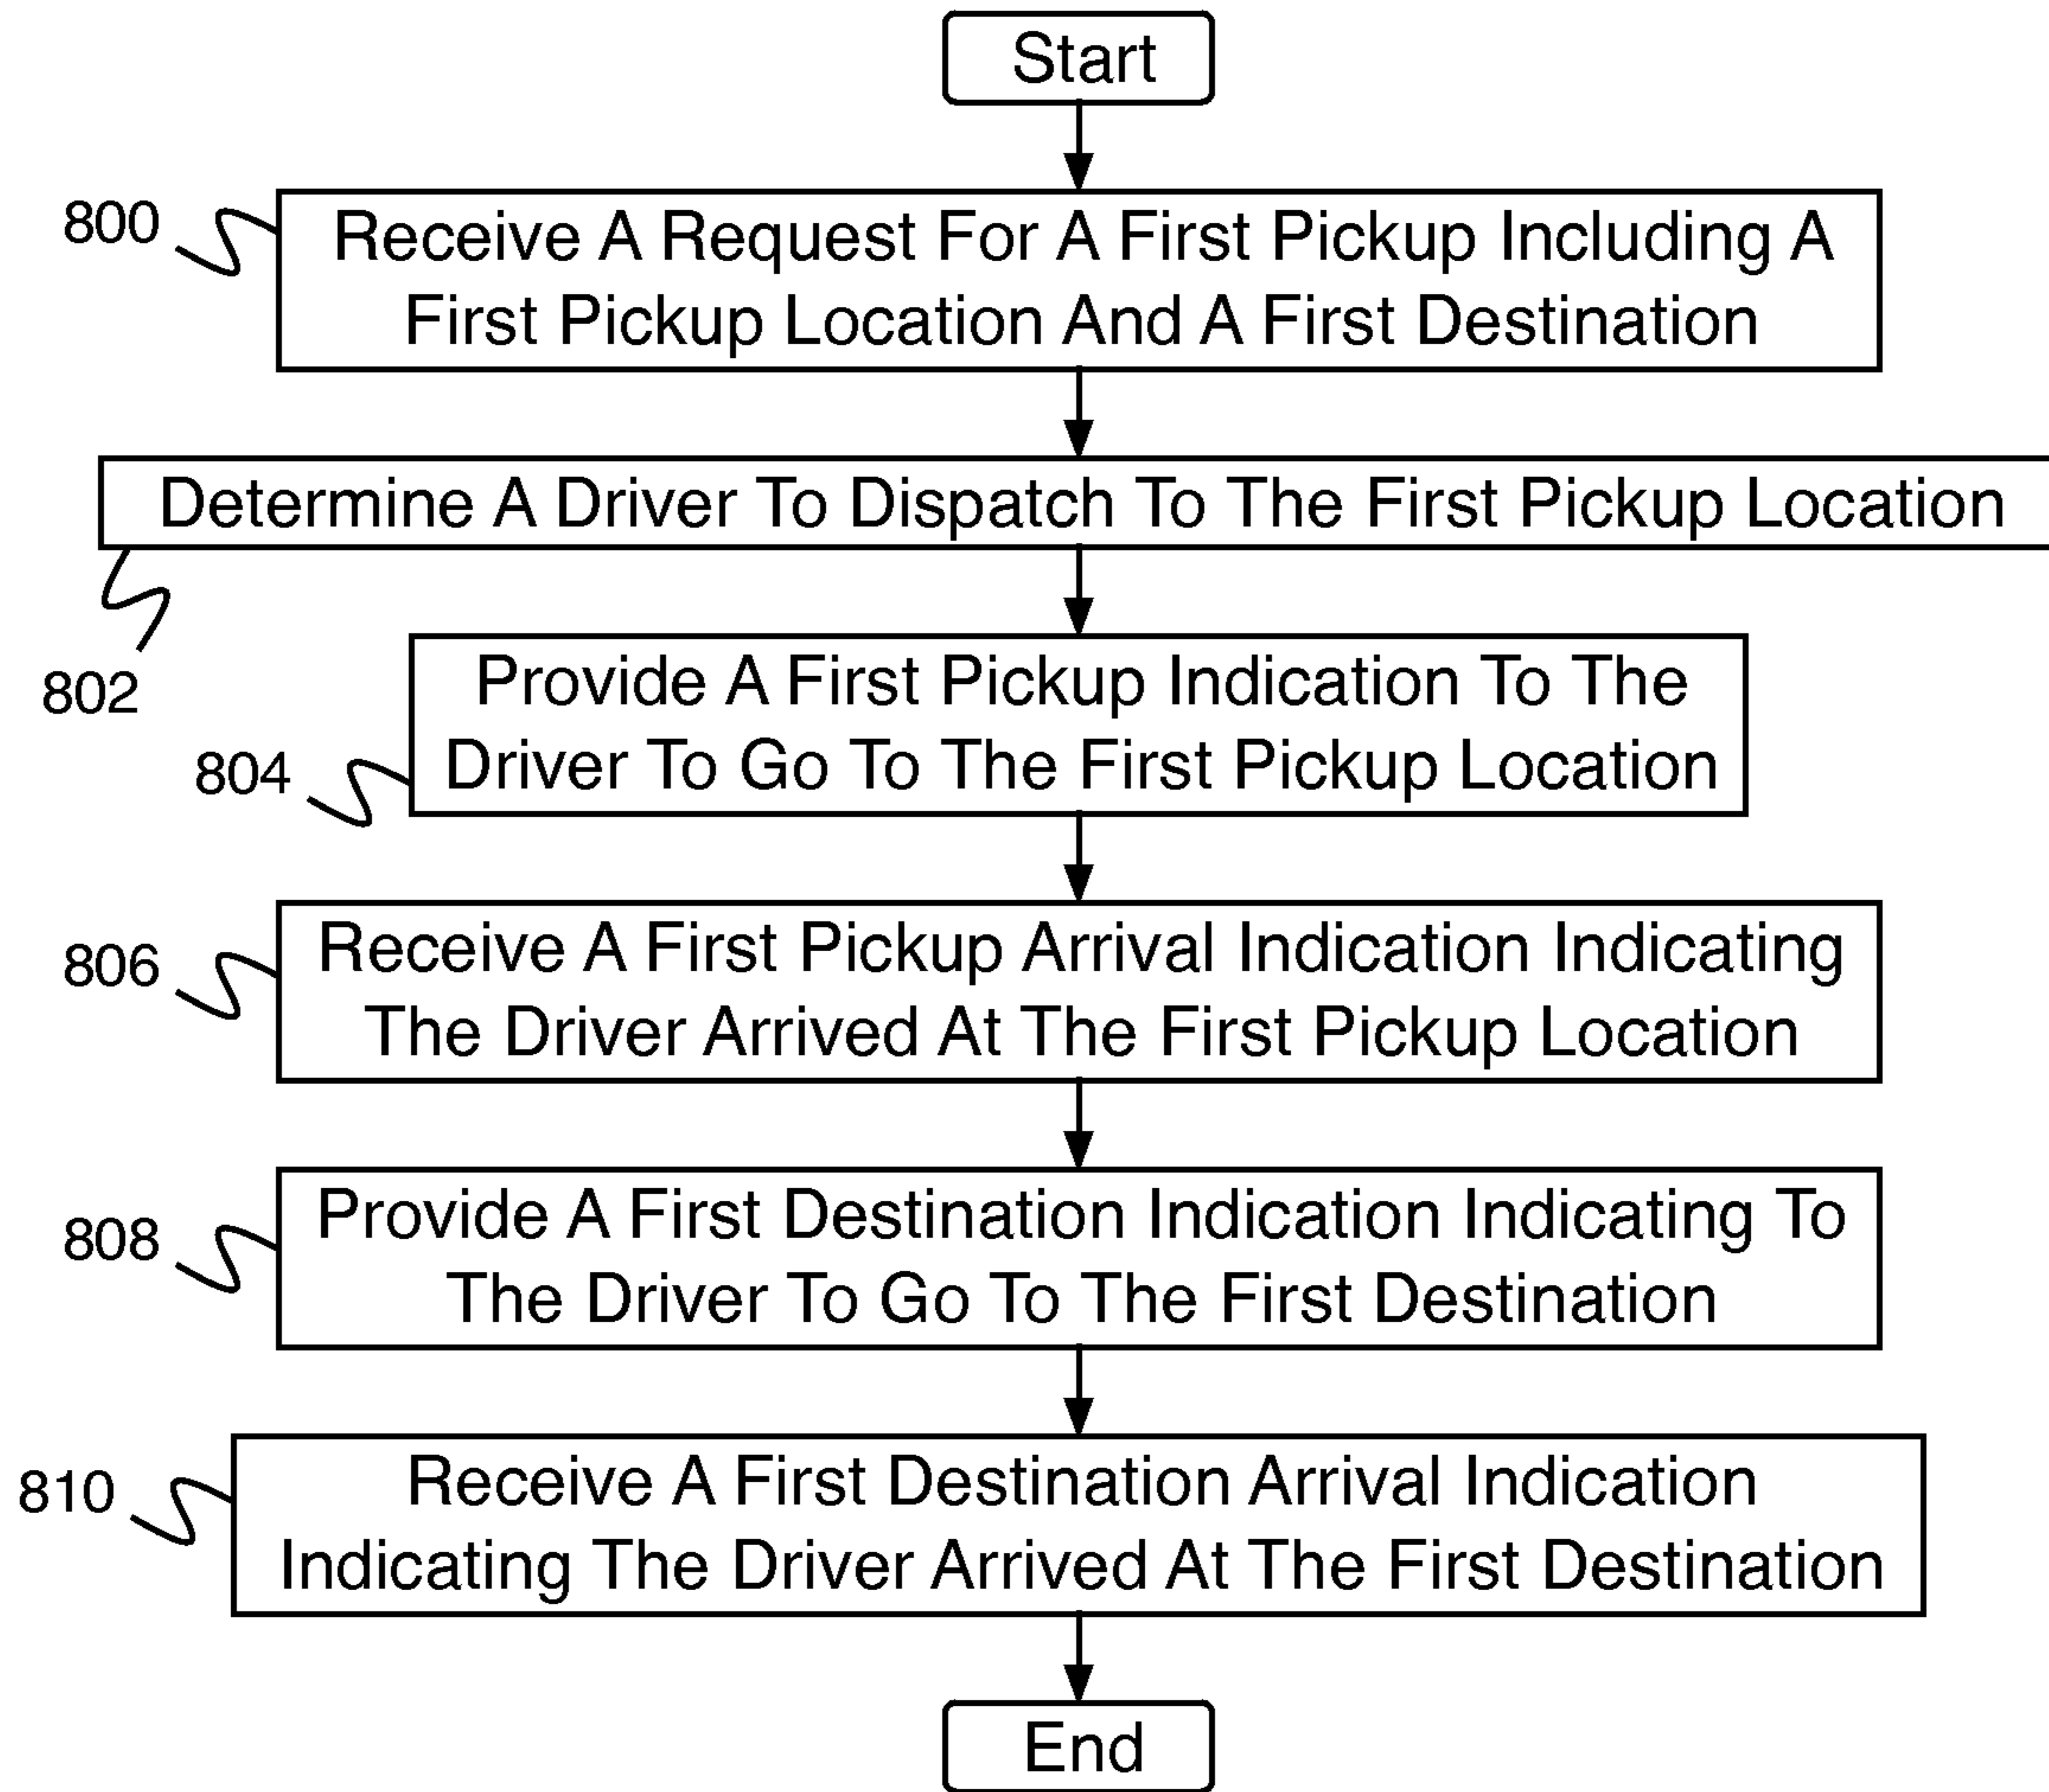 Start
800
Receive A Request For A First Pickup Including A
First Pickup Location And A First Destination
Determine A Driver To Dispatch To The First Pickup Location
802
Provide A First Pickup Indication To The
Driver To Go To The First Pickup Location
804
806
Receive A First Pickup Arrival Indication Indicating
The Driver Arrived At The First Pickup Location
808
Provide A First Destination Indication Indicating To
The Driver To Go To The First Destination
810
Receive A First Destination Arrival Indication
Indicating The Driver Arrived At The First Destination
End